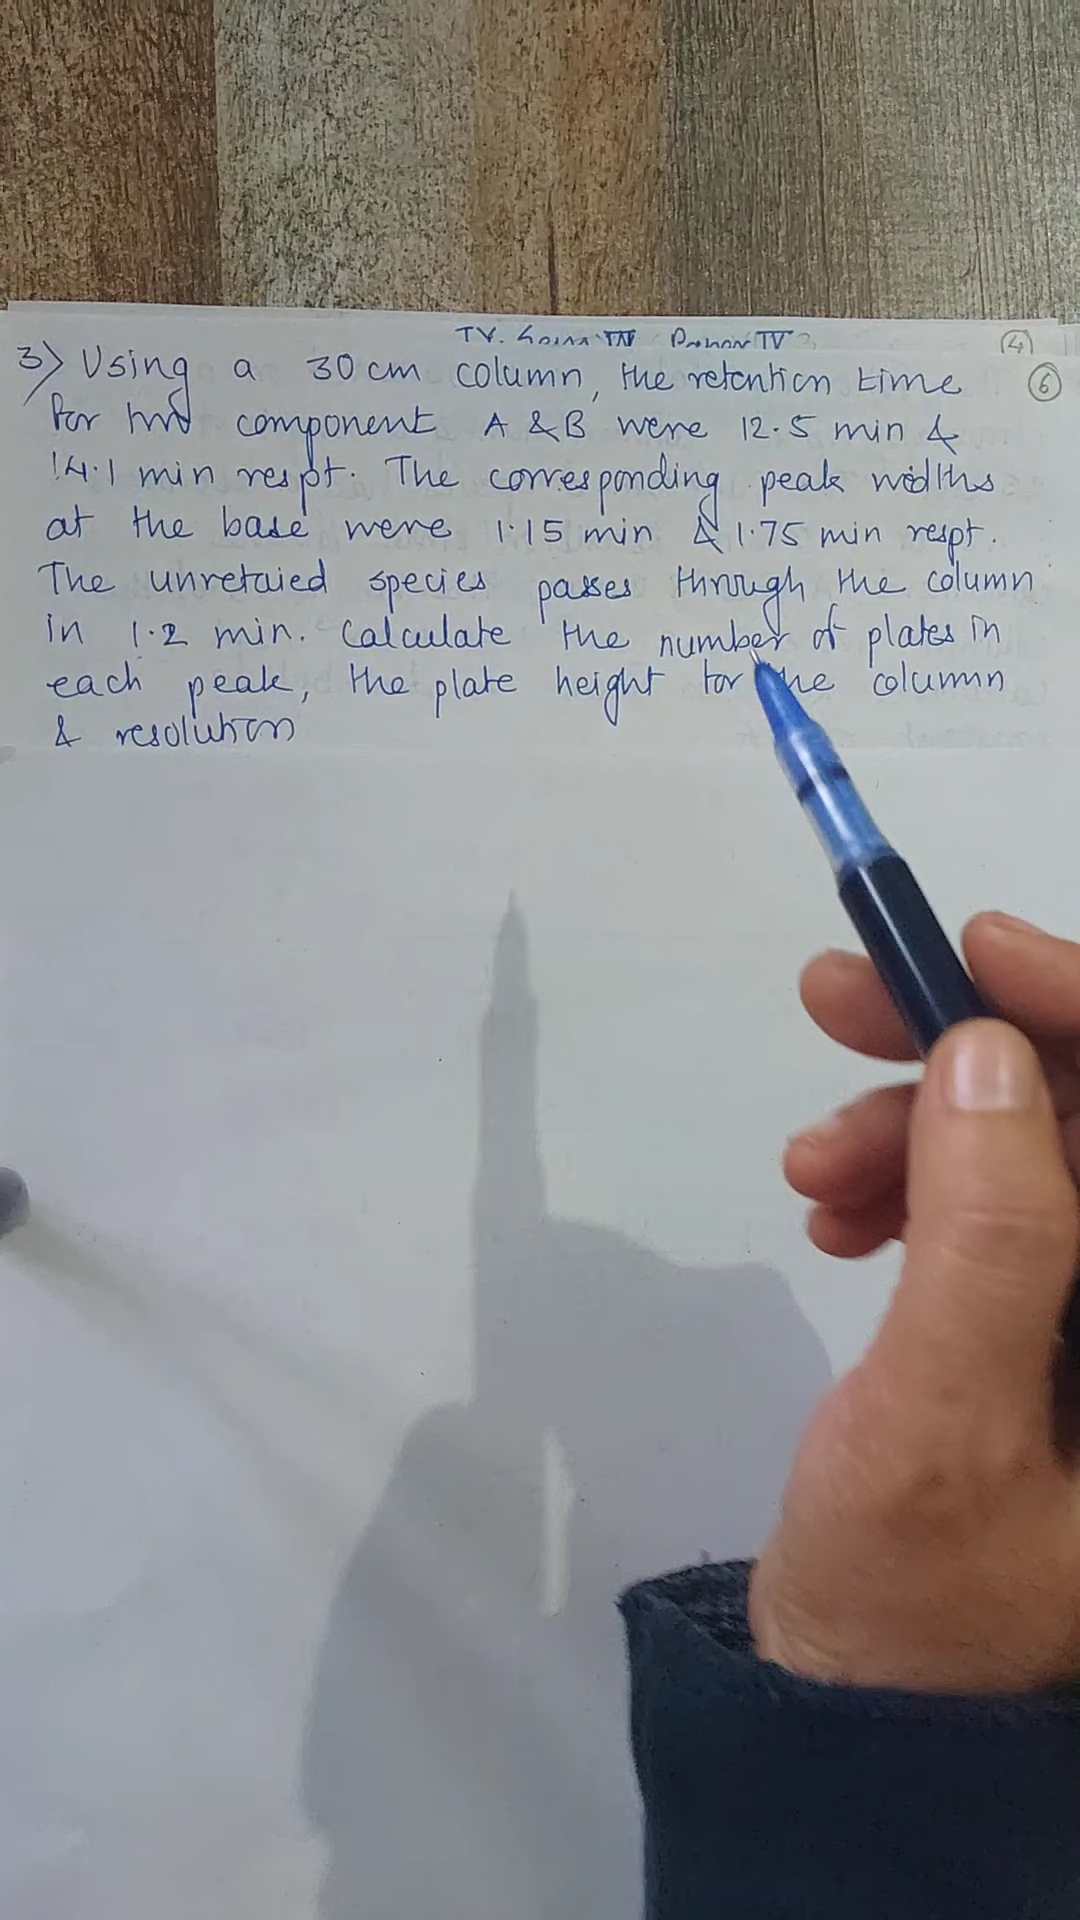 (4)
3) Using a 30 cm column, the retention time (6)
for two component A & B were 12.5 min &
14.1 min respt. The corresponding peak widths
at the base were 1.15 min & 1.75 min respt.
The unretaied species passes through the column
in 1.2 min. Calculate the number of plates in
each peak, the plate height for the column
& resolution